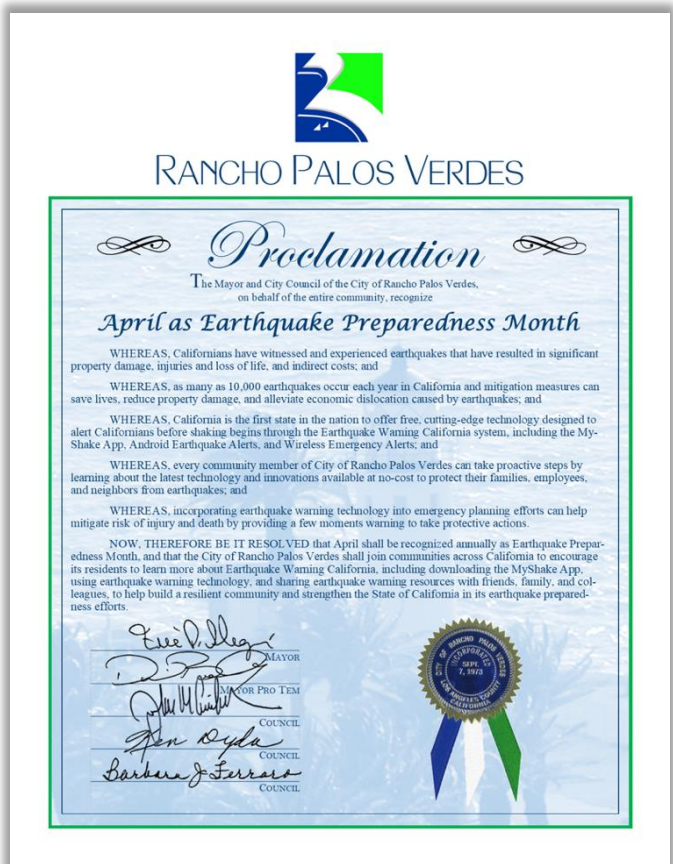 RANCHO PALOS VERDES
Proclamation
The Mayor and City Council of the City of Rancho Palos Verdes,
on behalf of the entire community, recognize
April as Earthquake Preparedness Month
WHEREAS, Californians have witnessed and experienced earthquakes that have resulted in significant
property damage, injuries and loss of life, and indirect costs; and
WHEREAS, as many as 10,000 earthquakes occur each year in California and mitigation measures can
save lives, reduce property damage, and alleviate economic dislocation caused by earthquakes; and
WHEREAS, California is the first state in the nation to offer free, cutting-edge technology designed to
alert Californians before shaking begins through the Earthquake Warning California system, including the My-
Shake App, Android Earthquake Alerts, and Wireless Emergency Alerts; and
WHEREAS, every community member of City of Rancho Palos Verdes can take proactive steps by
learning about the latest technology and innovations available at no-cost to protect their families, employees,
and neighbors from earthquakes; and
WHEREAS, incorporating earthquake warning technology into emergency planning efforts can help
mitigate risk of injury and death by providing a few moments warning to take protective actions.
NOW, THEREFORE BE IT RESOLVED that April shall be recognized annually as Earthquake Prepar-
edness Month, and that the City of Rancho Palos Verdes shall join communities across California to encourage
its residents to learn more about Earthquake Warning California, including downloading the MyShake App,
using earthquake warning technology, and sharing earthquake warning resources with friends, family, and col-
leagues, to help build a resilient community and strengthen the State of California in its earthquake prepared-
ness efforts.
MAYOR
MAYOR PRO TEM
COUNCIL
Ken Dyda
COUNCIL
Barbara J Ferraro
COUNCIL
CITY OF RANCHO PALOS VERDES
INCORPORATED
SEPT.
7, 1973
LOS ANGELES COUNTY
CALIFORNIA